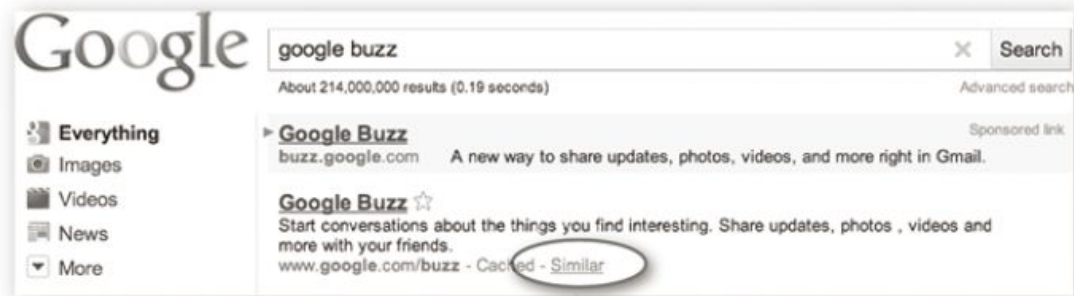 Google
google buzz × Search
About 214,000,000 results (0.19 seconds) Advanced search
Everything
Images
Videos
News
More
Google Buzz Sponsored link
buzz.google.com A new way to share updates, photos, videos, and more right in Gmail.
Google Buzz
Start conversations about the things you find interesting. Share updates, photos , videos and
more with your friends.
www.google.com/buzz - Cached - Similar